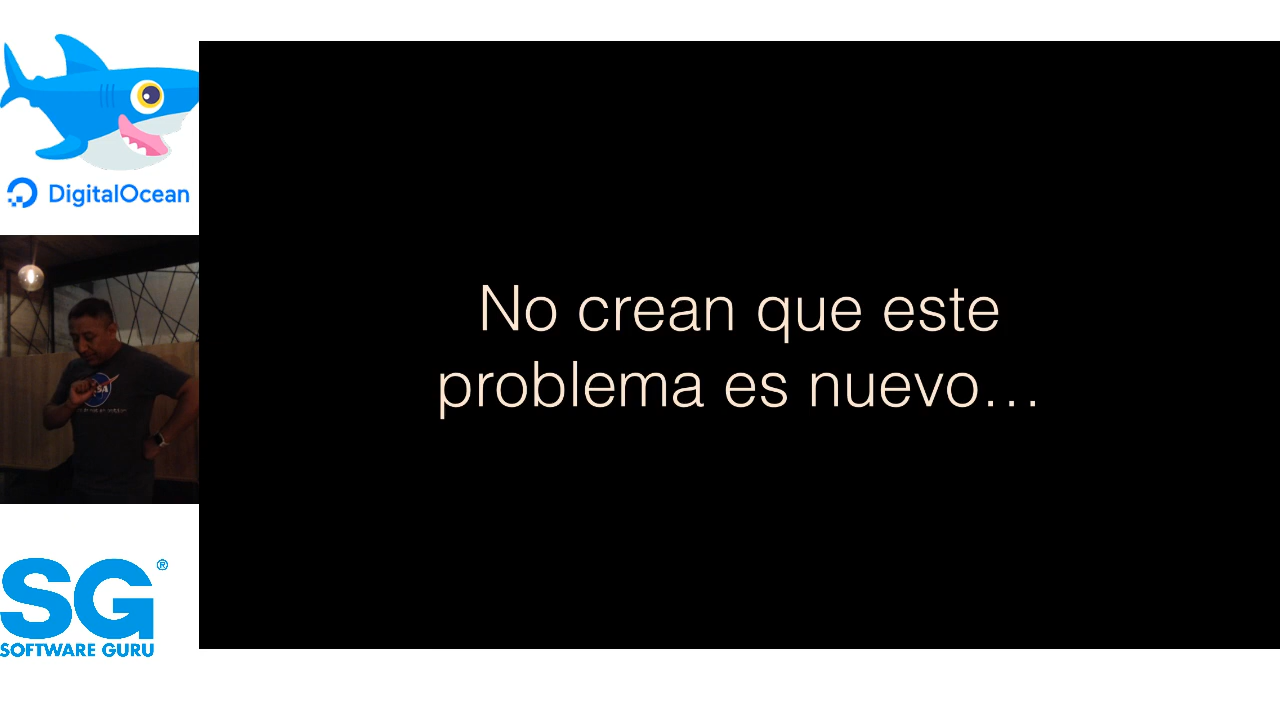 DigitalOcean
No crean que este
problema es nuevo…
SG®
SOFTWARE GURU